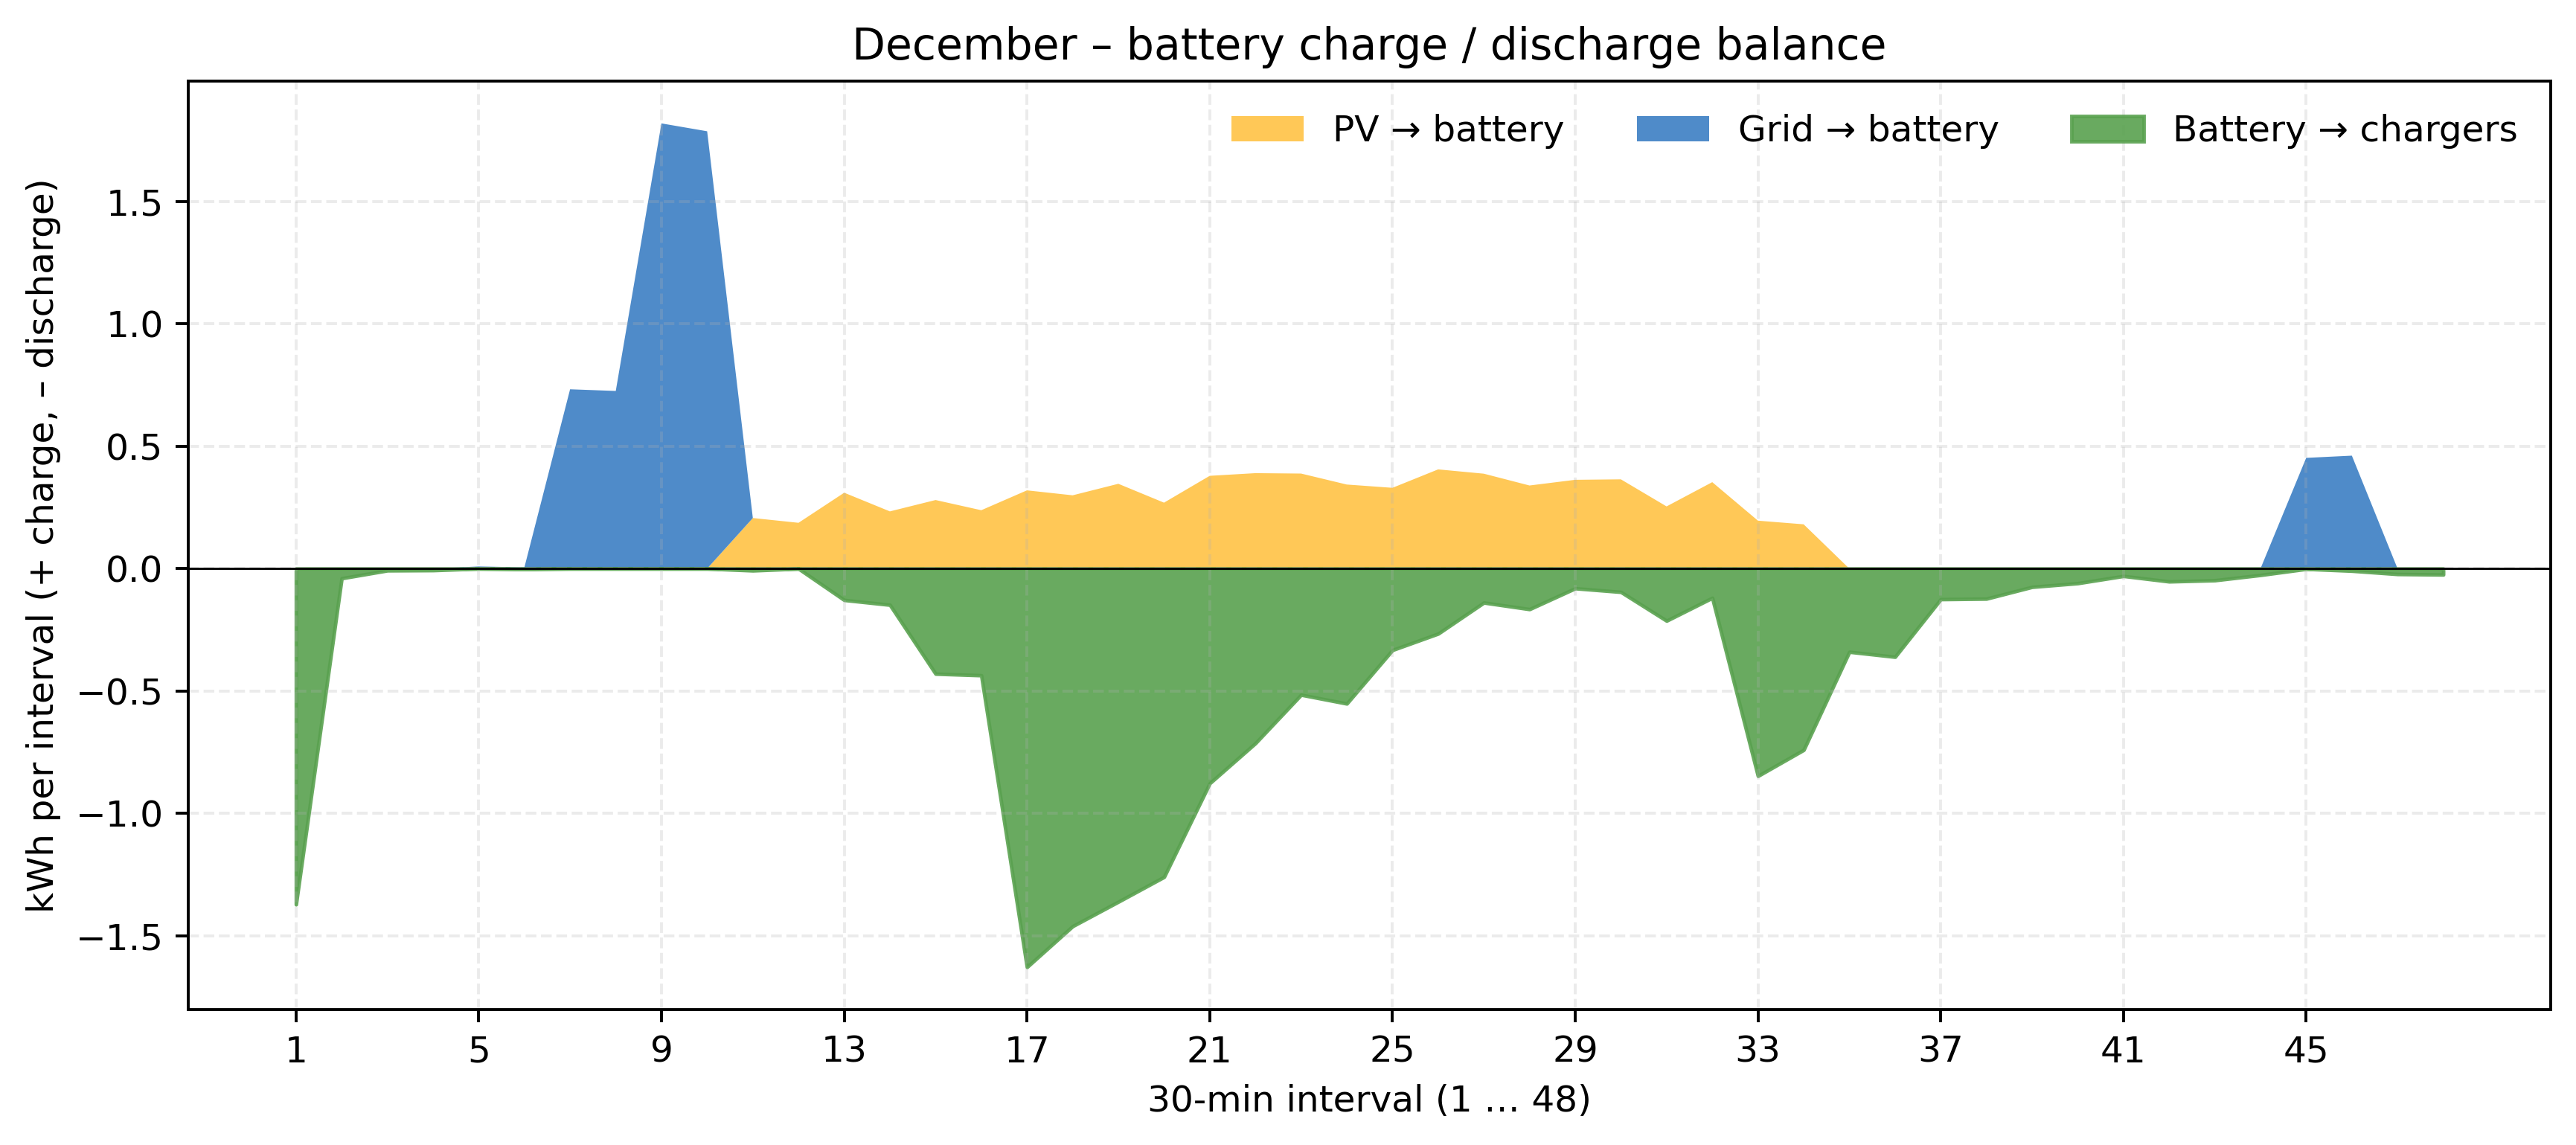 December – battery charge / discharge balance
PV → battery
Grid → battery
Battery → chargers
kWh per interval (+ charge, – discharge)
1.5
1.0
0.5
0.0
−0.5
−1.0
−1.5
1 5 9 13 17 21 25 29 33 37 41 45
30-min interval (1 … 48)